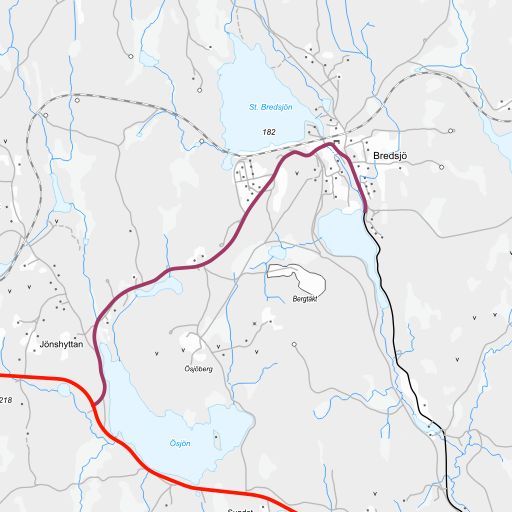 St. Bredsjön
182
Bredsjö
Bergtäkt
Jönshyttan
Ösjöberg
218
Ösjön